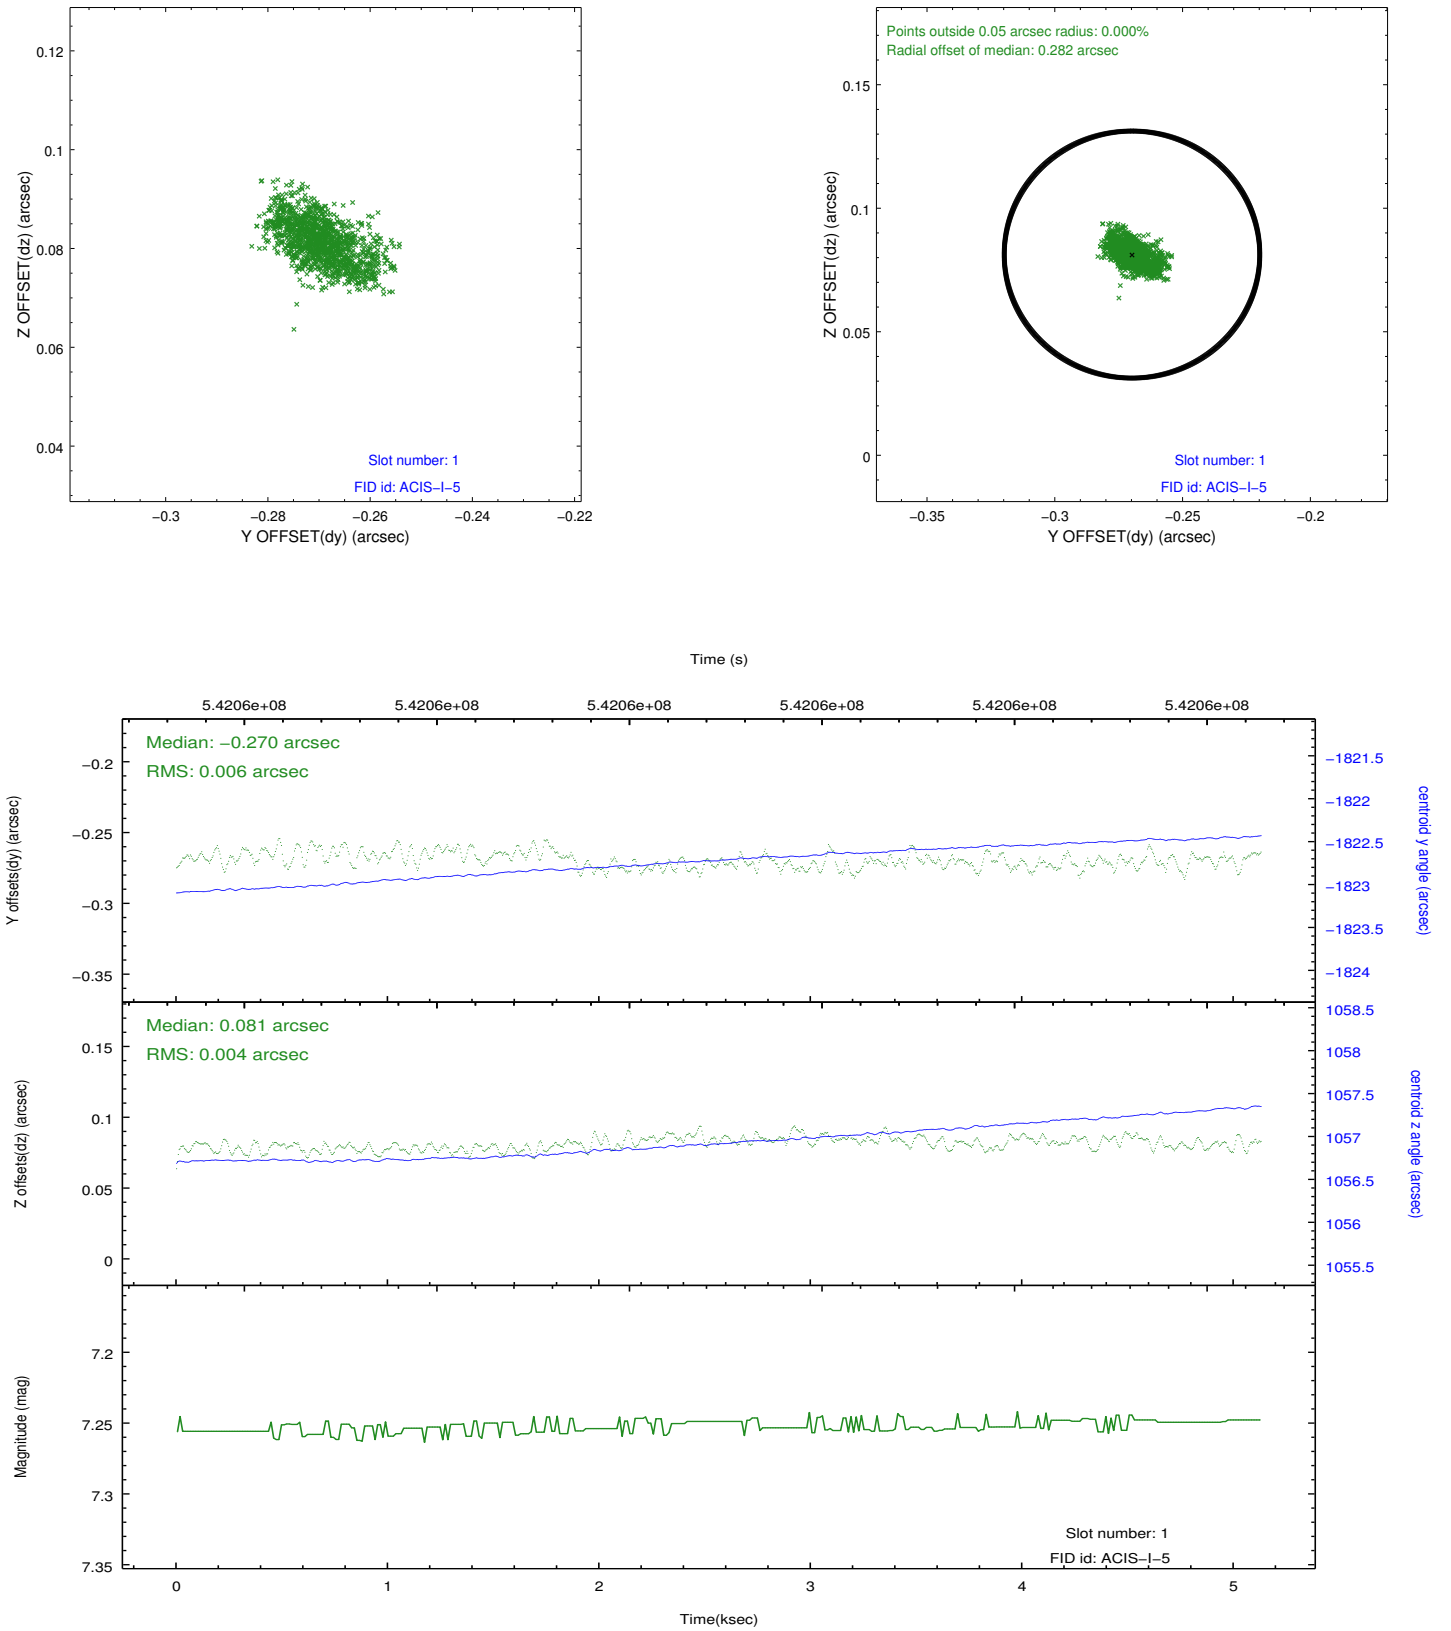 0.12
0.1
0.08
0.06
0.04
Z OFFSET(dz) (arcsec)
Slot number: 1
FID id: ACIS−I−5
−0.3 −0.28 −0.26 −0.24 −0.22
Y OFFSET(dy) (arcsec)
Points outside 0.05 arcsec radius: 0.000%
Radial offset of median: 0.282 arcsec
0.15
0.1
0.05
0
Z OFFSET(dz) (arcsec)
Slot number: 1
FID id: ACIS−I−5
−0.35 −0.3 −0.25 −0.2
Y OFFSET(dy) (arcsec)
Time (s)
5.4206e+08 5.4206e+08 5.4206e+08 5.4206e+08 5.4206e+08 5.4206e+08
Median: −0.270 arcsec
RMS: 0.006 arcsec
−0.2
−0.25
−0.3
−0.35
Y offsets(dy) (arcsec)
−1821.5
−1822
−1822.5
−1823
−1823.5
−1824
centroid y angle (arcsec)
Median: 0.081 arcsec
RMS: 0.004 arcsec
0.15
0.1
0.05
0
Z offsets(dz) (arcsec)
1058.5
1058
1057.5
1057
1056.5
1056
1055.5
centroid z angle (arcsec)
7.2
7.25
7.3
7.35
Magnitude (mag)
Slot number: 1
FID id: ACIS−I−5
0 1 2 3 4 5
Time(ksec)